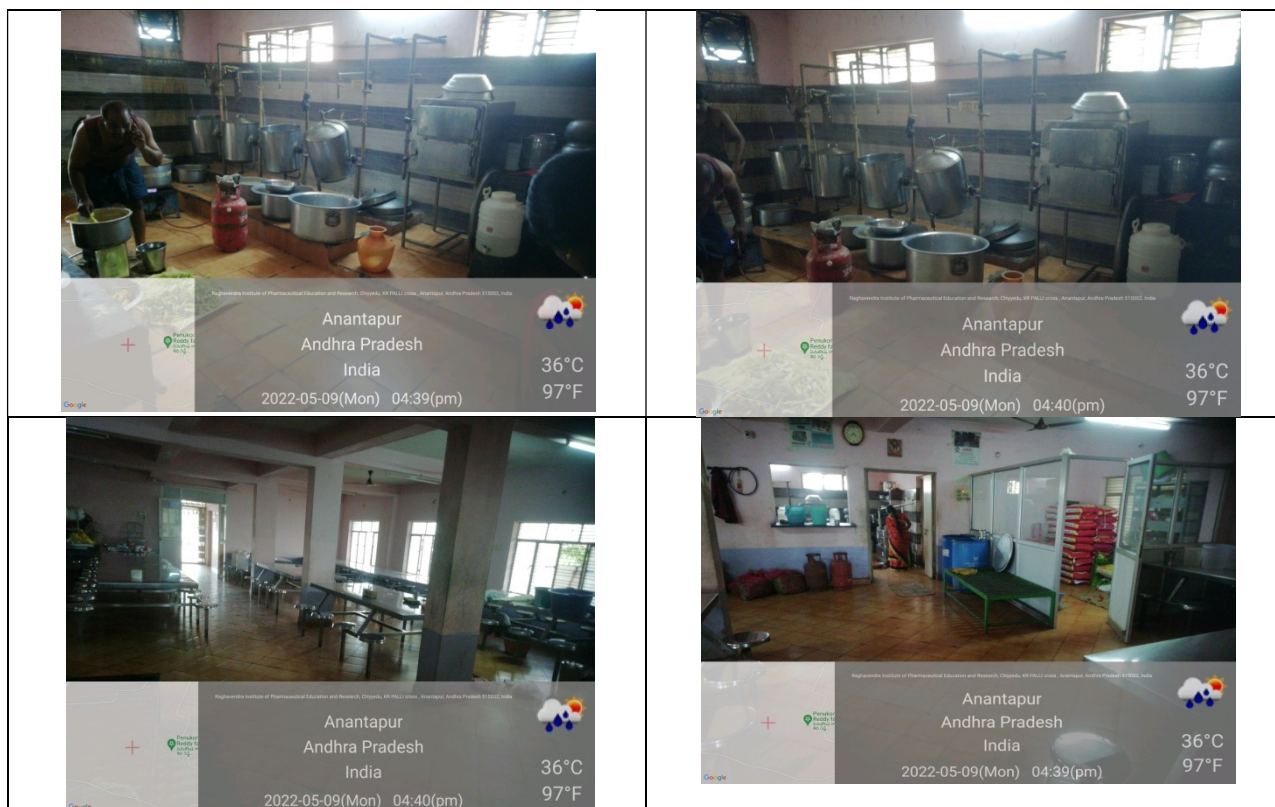 Raghavendra Institute of Pharmaceutical Education and Research, Chiyyedu, KR PALLI cross , Anantapur, Andhra Pradesh 515002, India
Anantapur
Andhra Pradesh
India
2022-05-09(Mon) 04:39(pm)
36°C
97°F
Google
Raghavendra Institute of Pharmaceutical Education and Research, Chiyyedu, KR PALLI cross , Anantapur, Andhra Pradesh 515002, India
Anantapur
Andhra Pradesh
India
2022-05-09(Mon) 04:40(pm)
36°C
97°F
Google
Raghavendra Institute of Pharmaceutical Education and Research, Chiyyedu, KR PALLI cross , Anantapur, Andhra Pradesh 515002, India
Anantapur
Andhra Pradesh
India
2022-05-09(Mon) 04:40(pm)
36°C
97°F
Google
Raghavendra Institute of Pharmaceutical Education and Research, Chiyyedu, KR PALLI cross , Anantapur, Andhra Pradesh 515002, India
Anantapur
Andhra Pradesh
India
2022-05-09(Mon) 04:39(pm)
36°C
97°F
Google